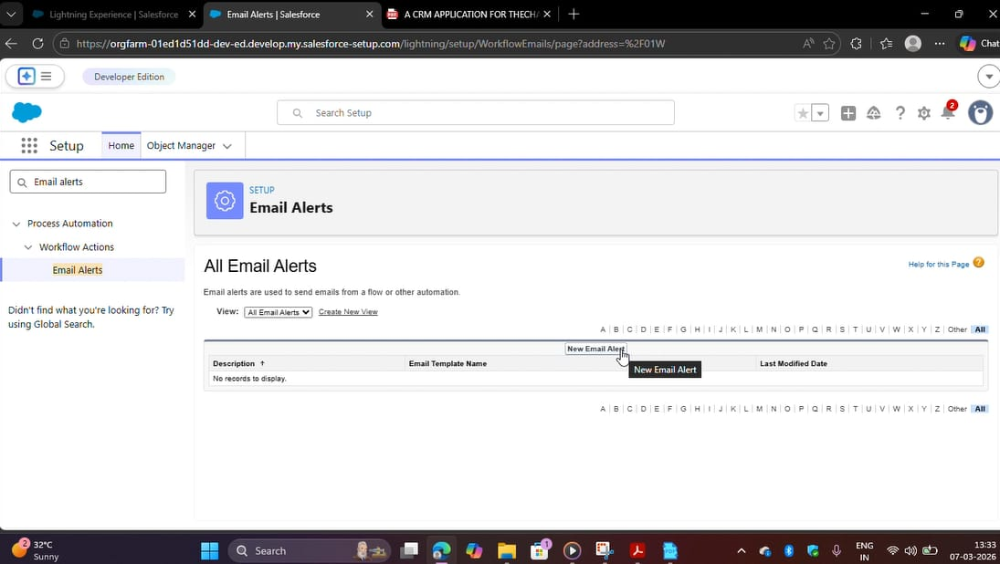 Lightning Experience | Salesforce
Email Alerts | Salesforce
A CRM APPLICATION FOR THECHA
https://orgfarm-01ed1d51dd-dev-ed.develop.my.salesforce-setup.com/lightning/setup/WorkflowEmails/page?address=%2F01W
Chat
Developer Edition
Search Setup
2
Setup
Home
Object Manager
Email alerts
SETUP
Email Alerts
Process Automation
Workflow Actions
Email Alerts
Didn't find what you're looking for? Try
using Global Search.
All Email Alerts
Help for this Page
Email alerts are used to send emails from a flow or other automation.
View: All Email Alerts Create New View
A | B | C | D | E | F | G | H | I | J | K | L | M | N | O | P | Q | R | S | T | U | V | W | X | Y | Z | Other All
New Email Alert
New Email Alert
Description Email Template Name Last Modified Date
No records to display.
A | B | C | D | E | F | G | H | I | J | K | L | M | N | O | P | Q | R | S | T | U | V | W | X | Y | Z | Other All
2
32°C
Sunny
Search
1
ENG
IN
13:33
07-03-2026